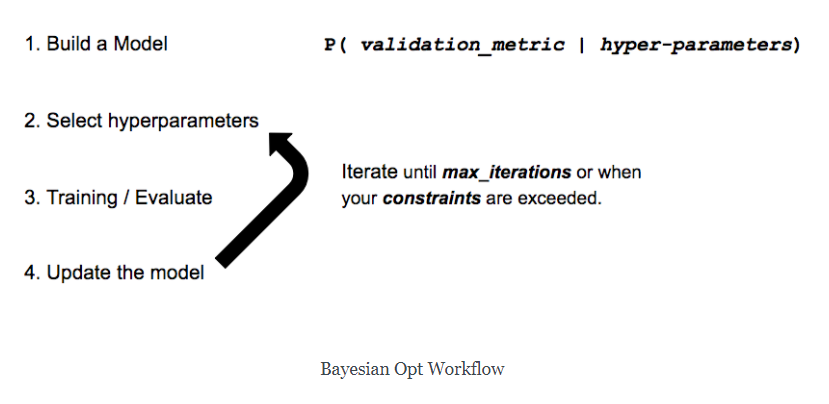 1. Build a Model
P( validation_metric | hyper-parameters)
2. Select hyperparameters
Iterate until max_iterations or when
your constraints are exceeded.
3. Training / Evaluate
4. Update the model
Bayesian Opt Workflow